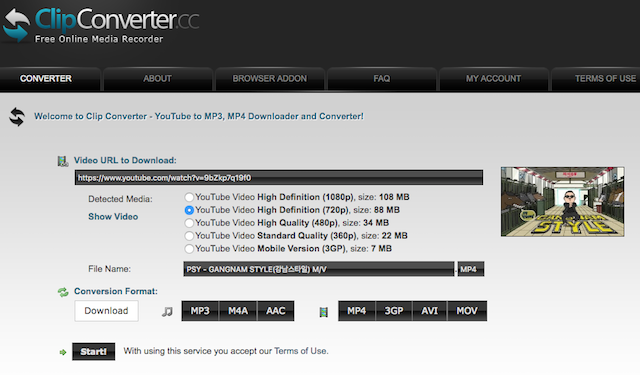 ClipConverter.cc
Free Online Media Recorder
CONVERTER ABOUT BROWSER ADDON FAQ MY ACCOUNT TERMS OF USE
Welcome to Clip Converter - YouTube to MP3, MP4 Downloader and Converter!
Video URL to Download:
https://www.youtube.com/watch?v=9bZkp7q19f0
Detected Media: YouTube Video High Definition (1080p), size: 108 MB
Show Video YouTube Video High Definition (720p), size: 88 MB
YouTube Video High Quality (480p), size: 34 MB
YouTube Video Standard Quality (360p), size: 22 MB
YouTube Video Mobile Version (3GP), size: 7 MB
GANGNAM
STYLE
File Name: PSY - GANGNAM STYLE(강남스타일) M/V . MP4
Conversion Format:
Download MP3 M4A AAC MP4 3GP AVI MOV
Start! With using this service you accept our Terms of Use.